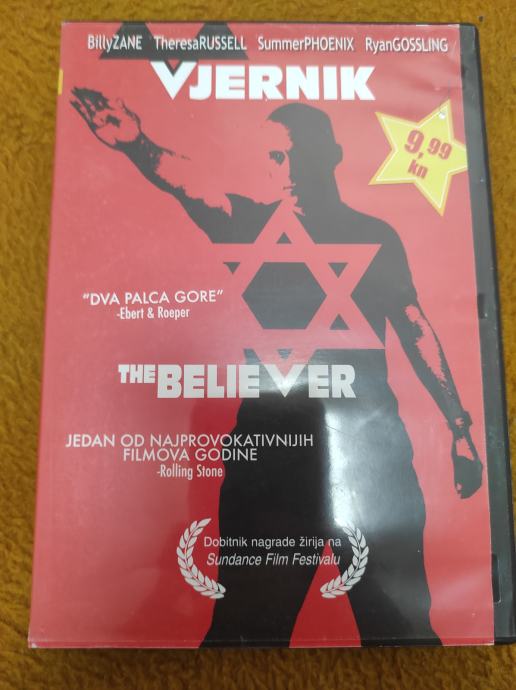 BillyZANE TheresaRUSSELL SummerPHOENIX RyanGOSSLING
VJERNIK
9,99
kn
"DVA PALCA GORE"
-Ebert & Roeper
THE BELIEVER
JEDAN OD NAJPROVOKATIVNIJIH
FILMOVA GODINE
-Rolling Stone
Dobitnik nagrade žirija na
Sundance Film Festivalu